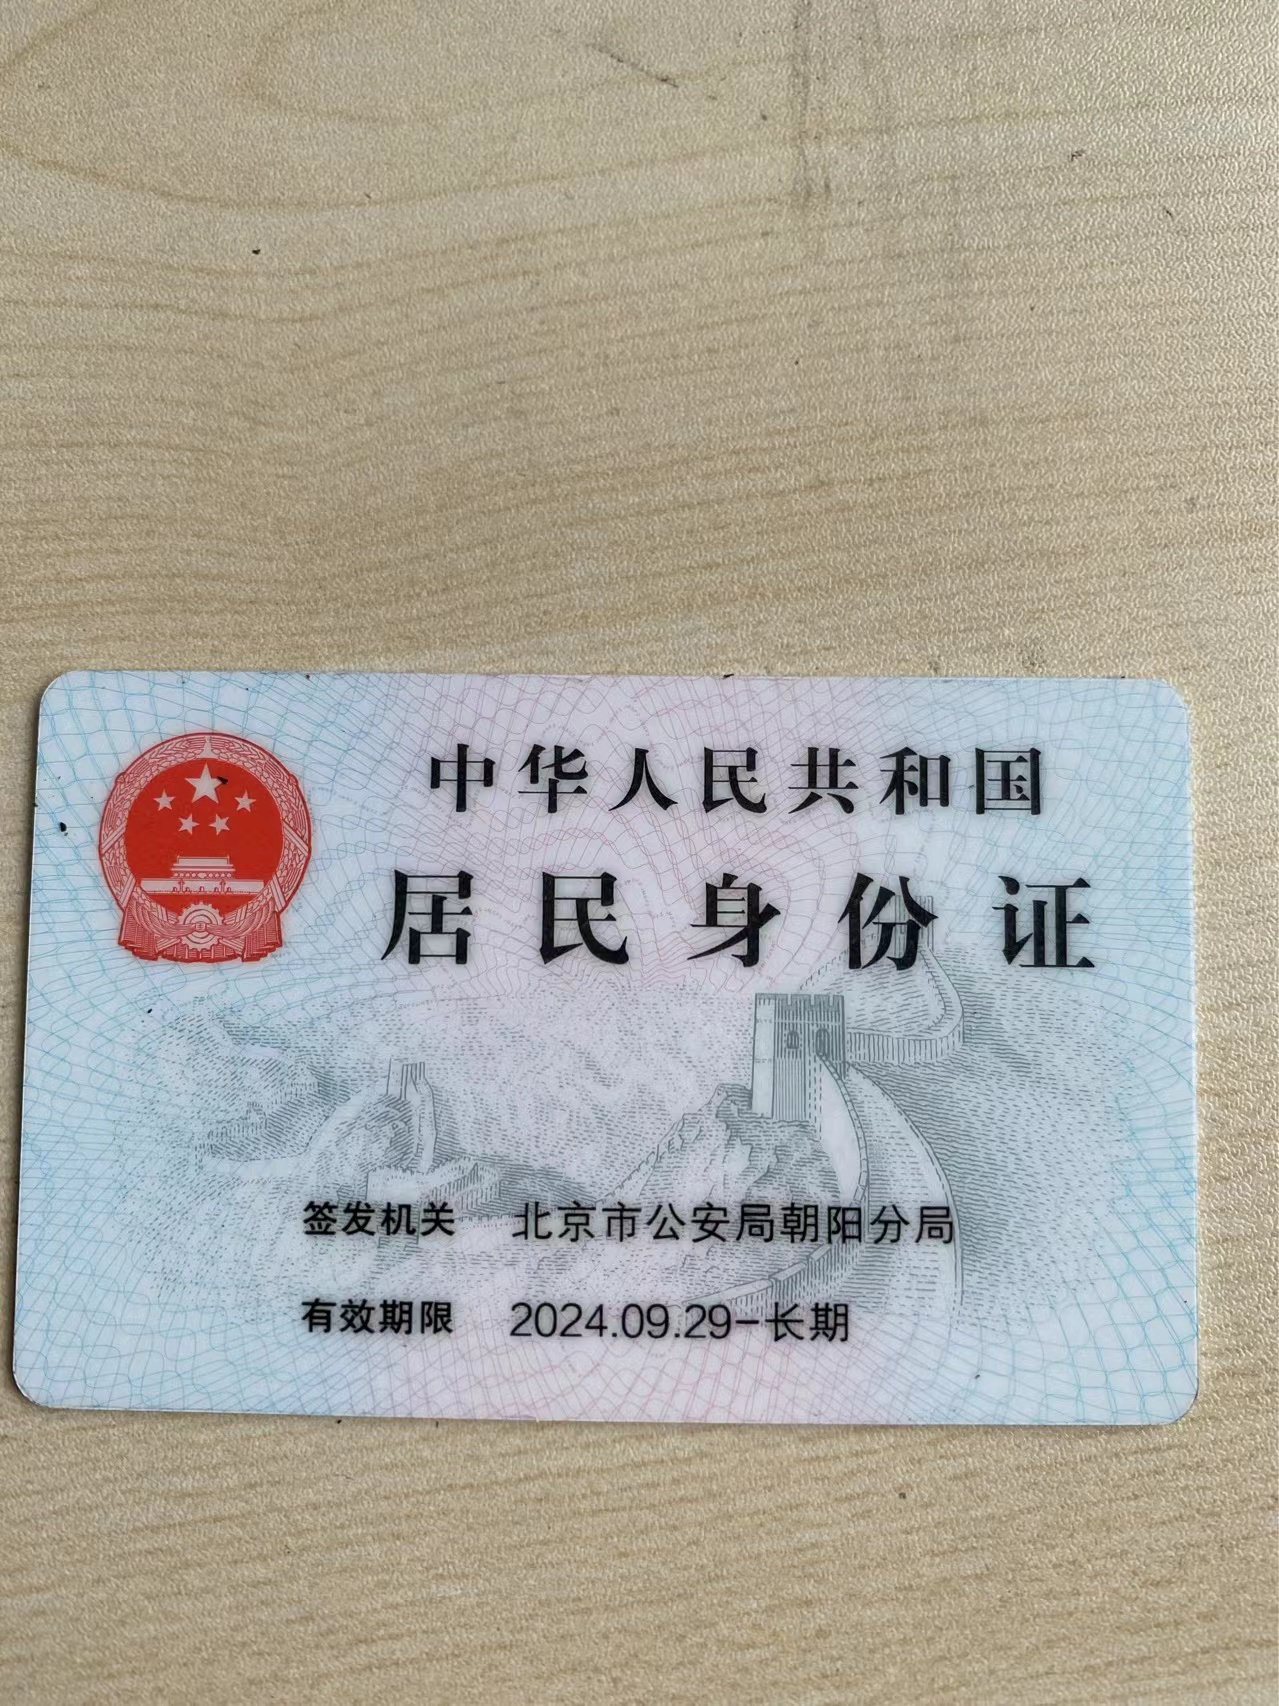 中华人民共和国
居民身份证
签发机关 北京市公安局朝阳分局
有效期限 2024.09.29-长期